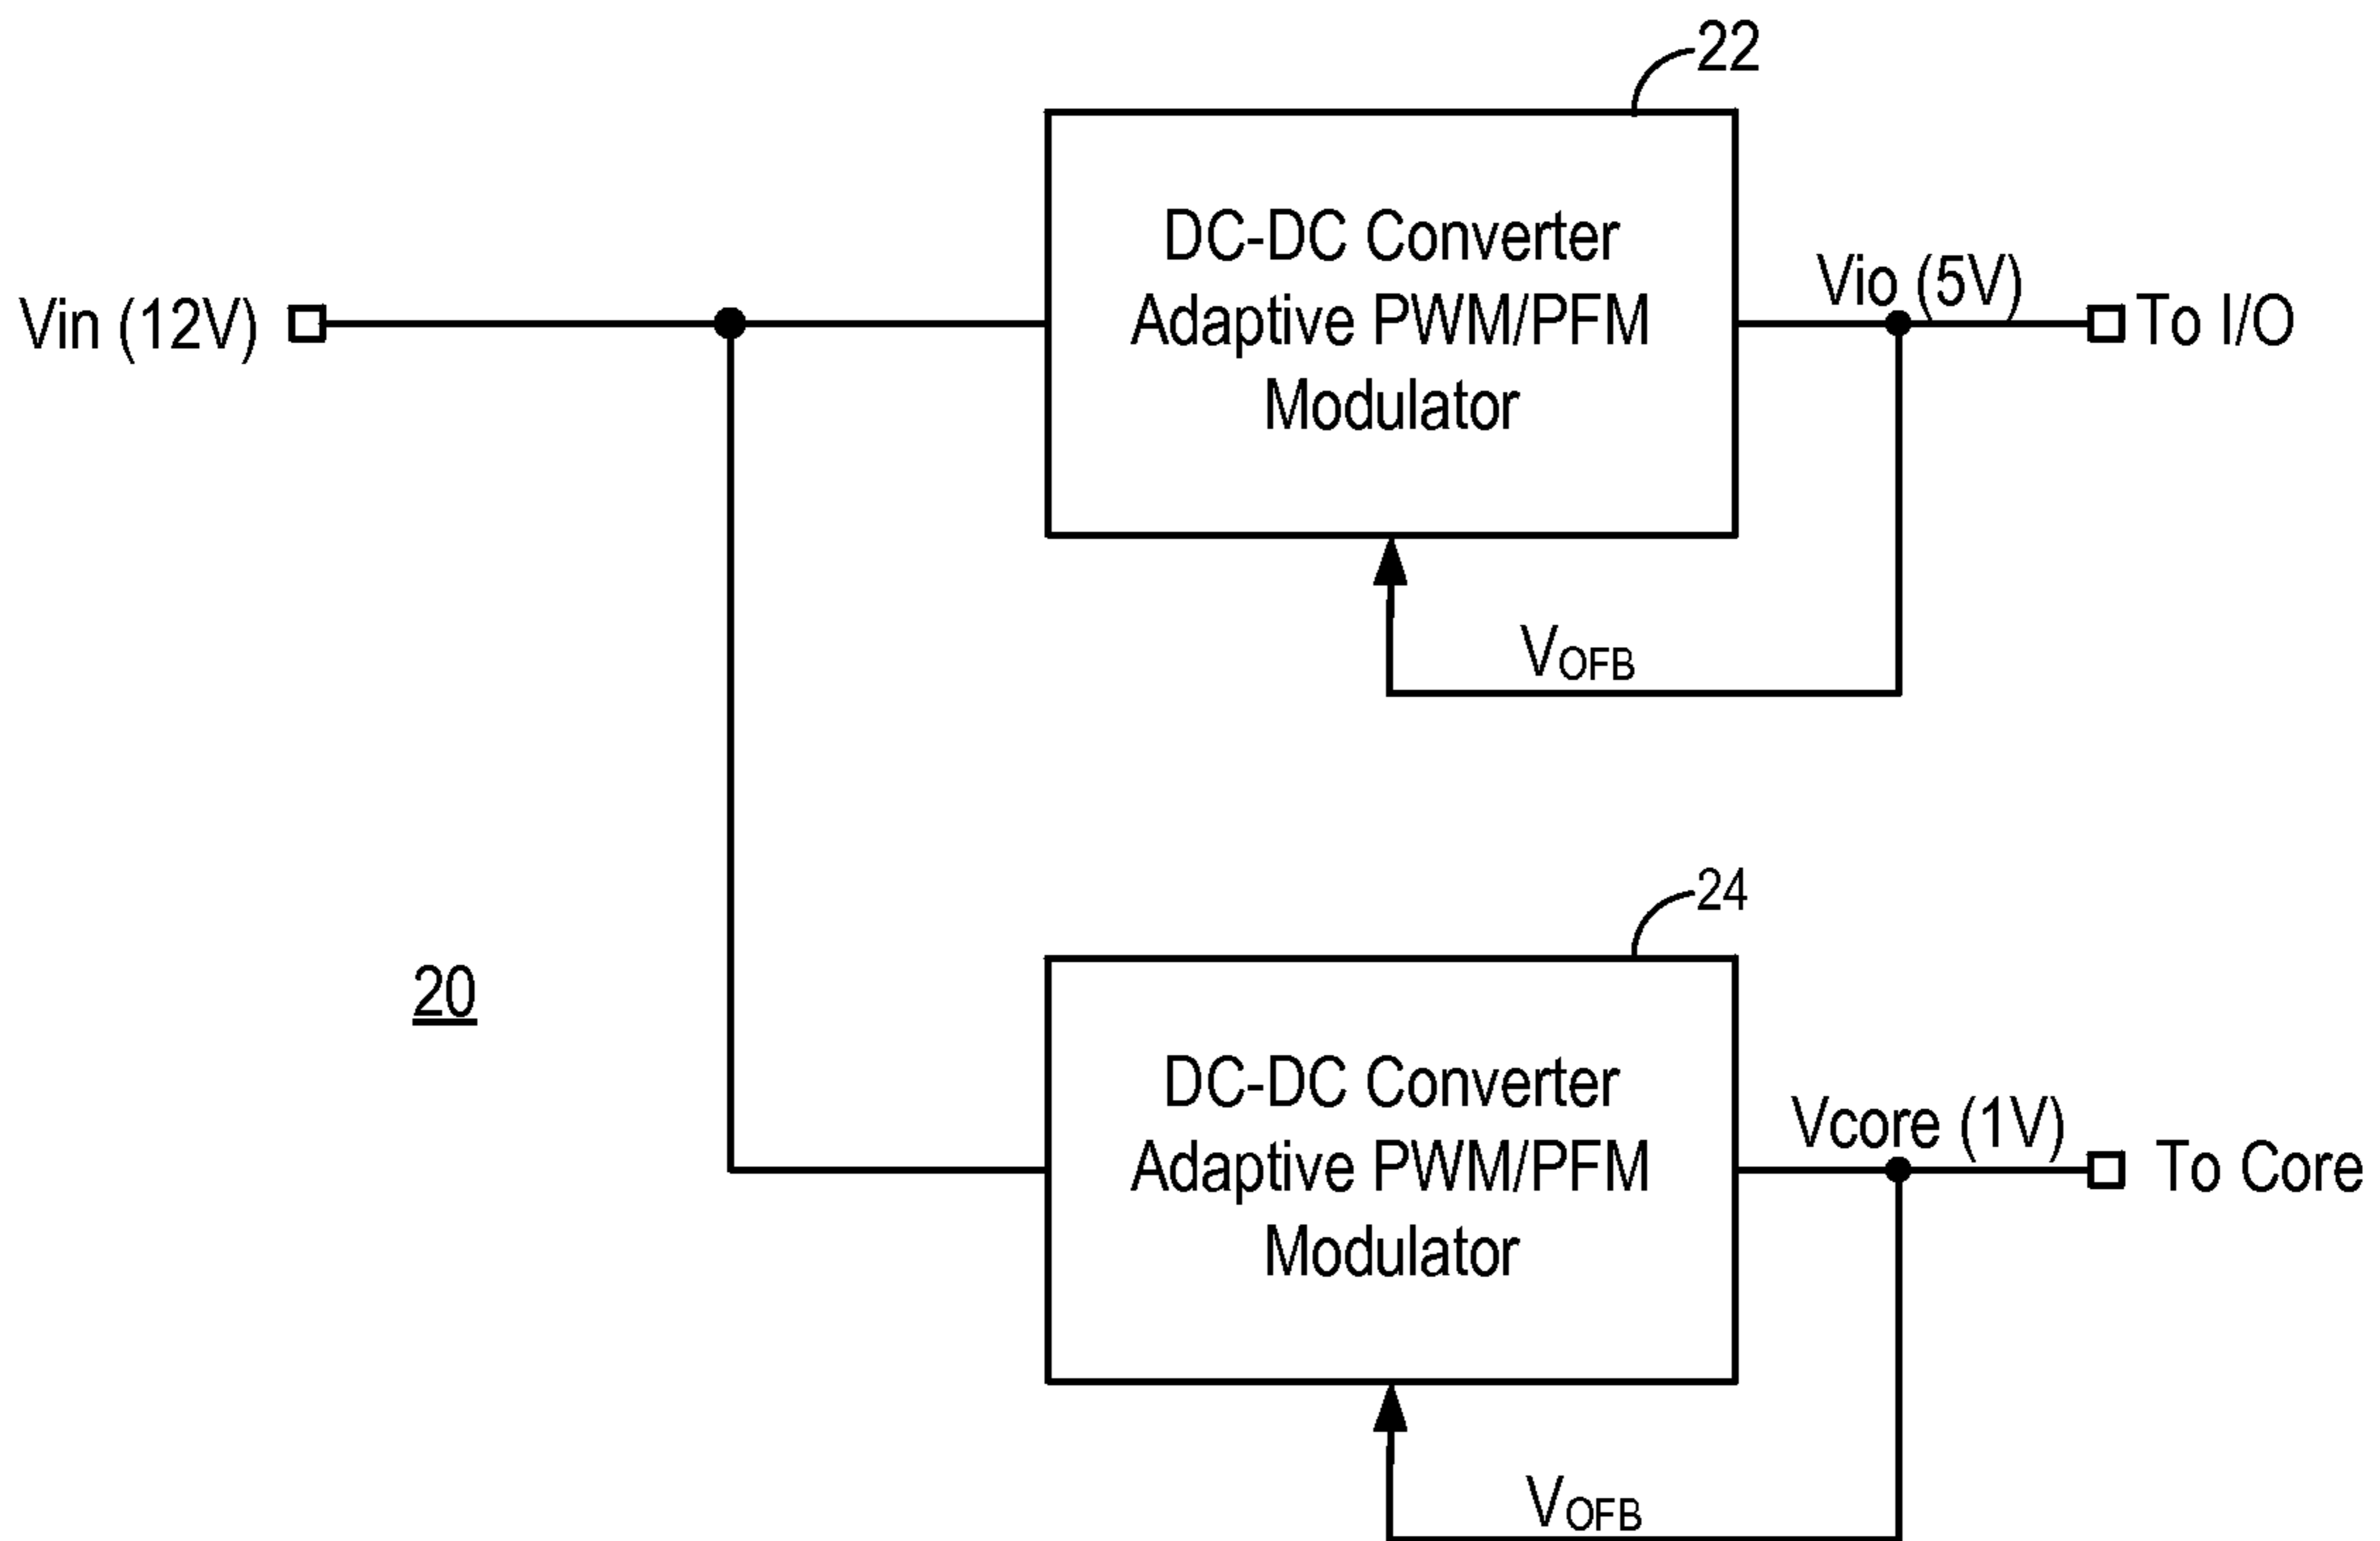 22
DC-DC Converter
Adaptive PWM/PFM
Modulator
Vin (12V)
Vio (5V)
To I/O
VOFB
24
20
DC-DC Converter
Adaptive PWM/PFM
Modulator
Vcore (1V)
To Core
VOFB